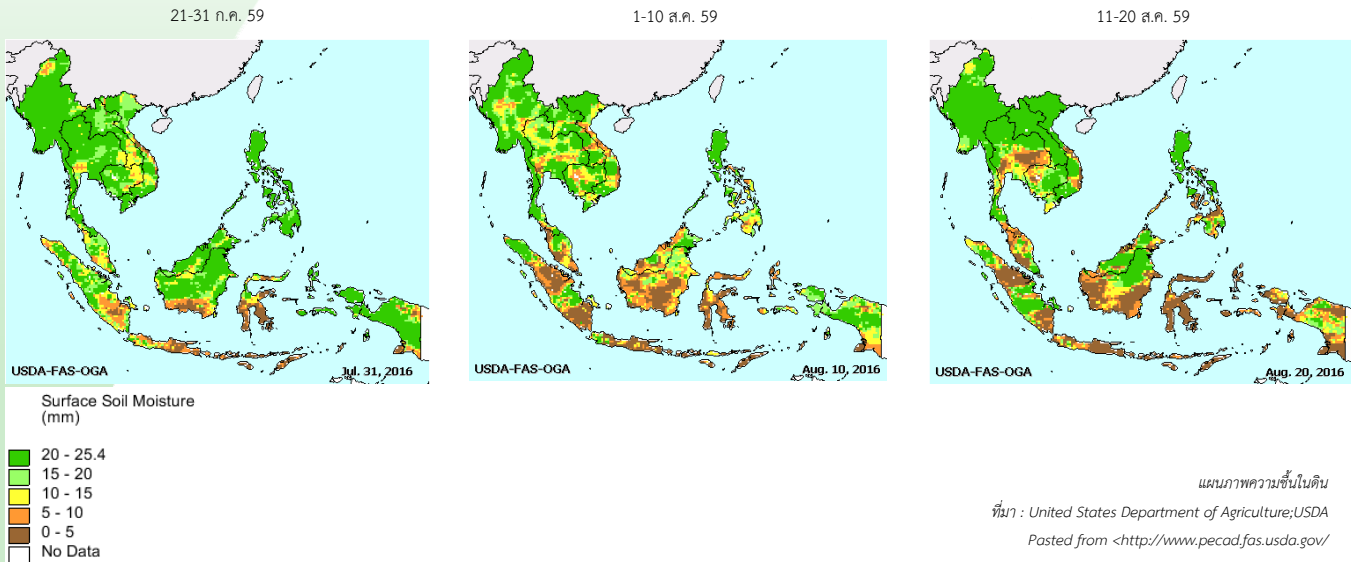 21-31 ก.ค. 59
1-10 ส.ค. 59
11-20 ส.ค. 59
USDA-FAS-OGA
Jul. 31, 2016
USDA-FAS-OGA
Aug. 10, 2016
USDA-FAS-OGA
Aug. 20, 2016
Surface Soil Moisture
(mm)
20 - 25.4
15 - 20
10 - 15
5 - 10
0 - 5
No Data
แผนภาพความชื้นในดิน
ที่มา : United States Department of Agriculture;USDA
Pasted from <http://www.pecad.fas.usda.gov/